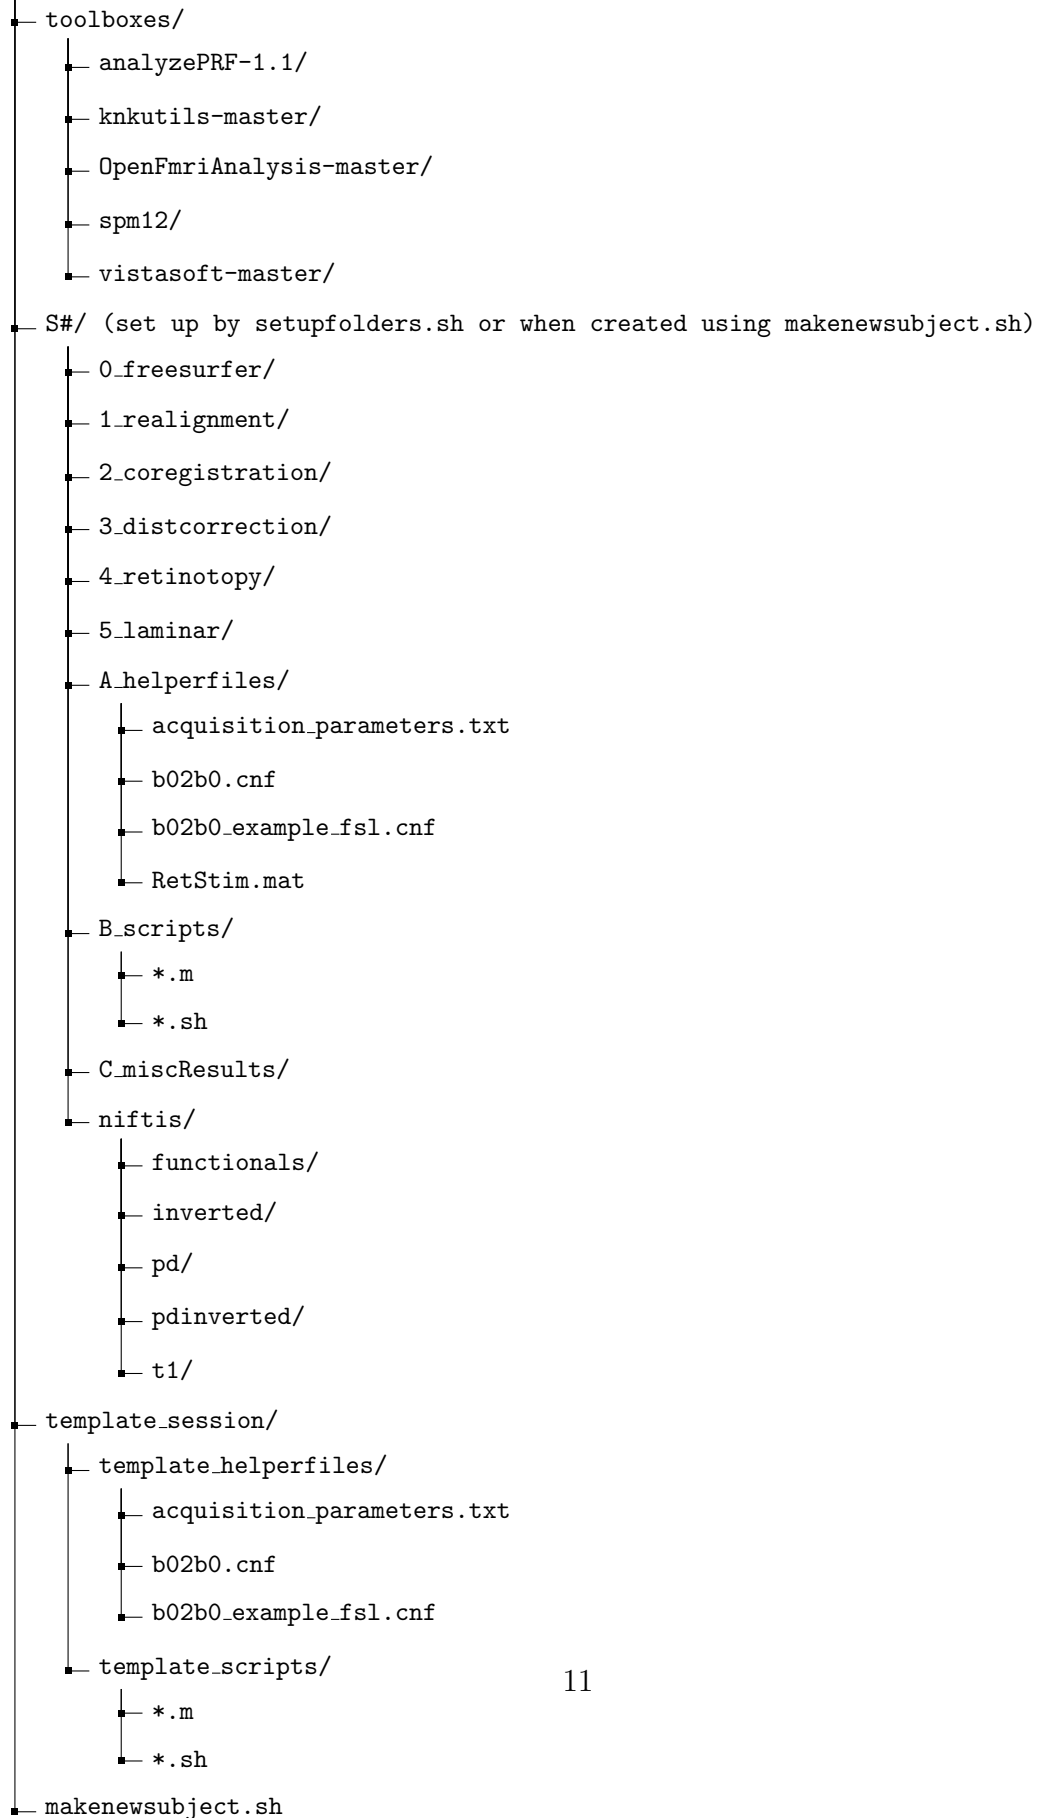 toolboxes/
analyzePRF-1.1/
knkutils-master/
OpenFmriAnalysis-master/
spm12/
vistasoft-master/
S#/ (set up by setupfolders.sh or when created using makenewsubject.sh)
0_freesurfer/
1_realignment/
2_coregistration/
3_distcorrection/
4_retinotopy/
5_laminar/
A_helperfiles/
acquisition_parameters.txt
b02b0.cnf
b02b0_example_fsl.cnf
RetStim.mat
B_scripts/
*.m
*.sh
C_miscResults/
niftis/
functionals/
inverted/
pd/
pdinverted/
t1/
template_session/
template_helperfiles/
acquisition_parameters.txt
b02b0.cnf
b02b0_example_fsl.cnf
template_scripts/
11
*.m
*.sh
makenewsubject.sh